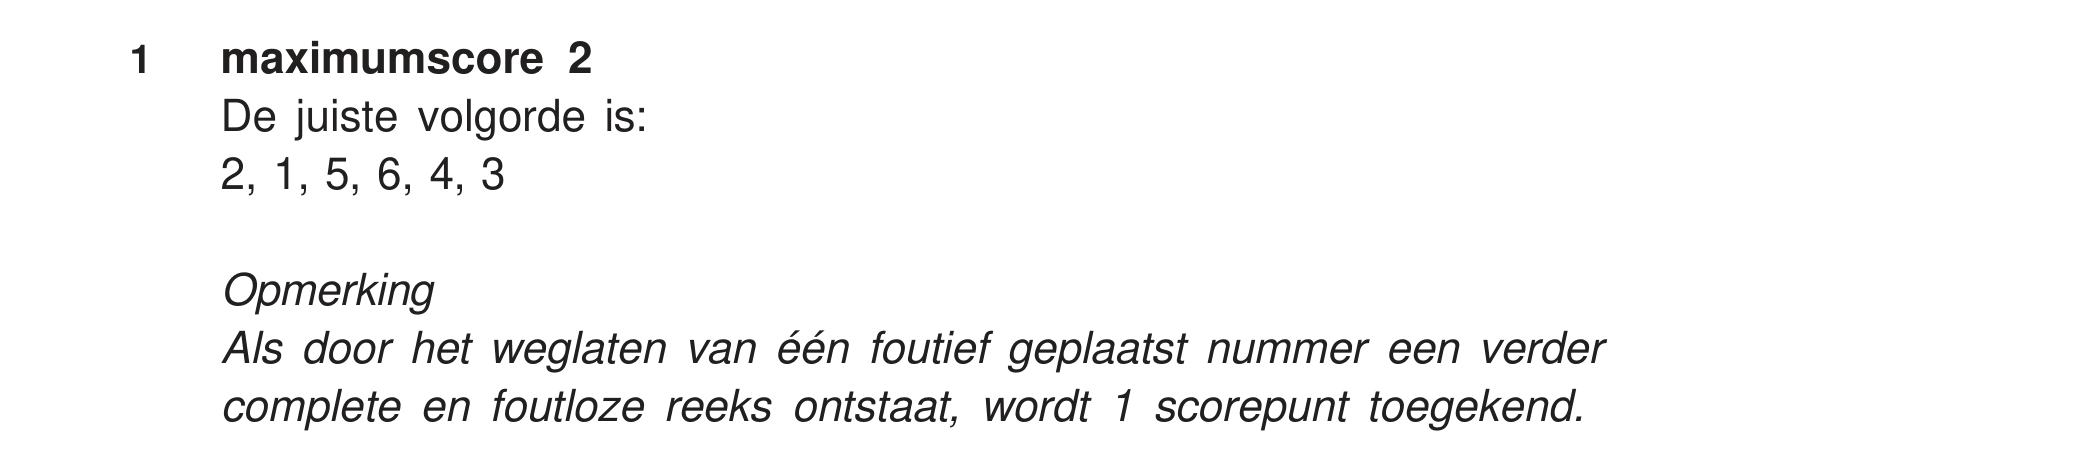 1 maximumscore 2
De juiste volgorde is:
2, 1, 5, 6, 4, 3
Opmerking
Als door het weglaten van één foutief geplaatst nummer een verder
complete en foutloze reeks ontstaat, wordt 1 scorepunt toegekend.